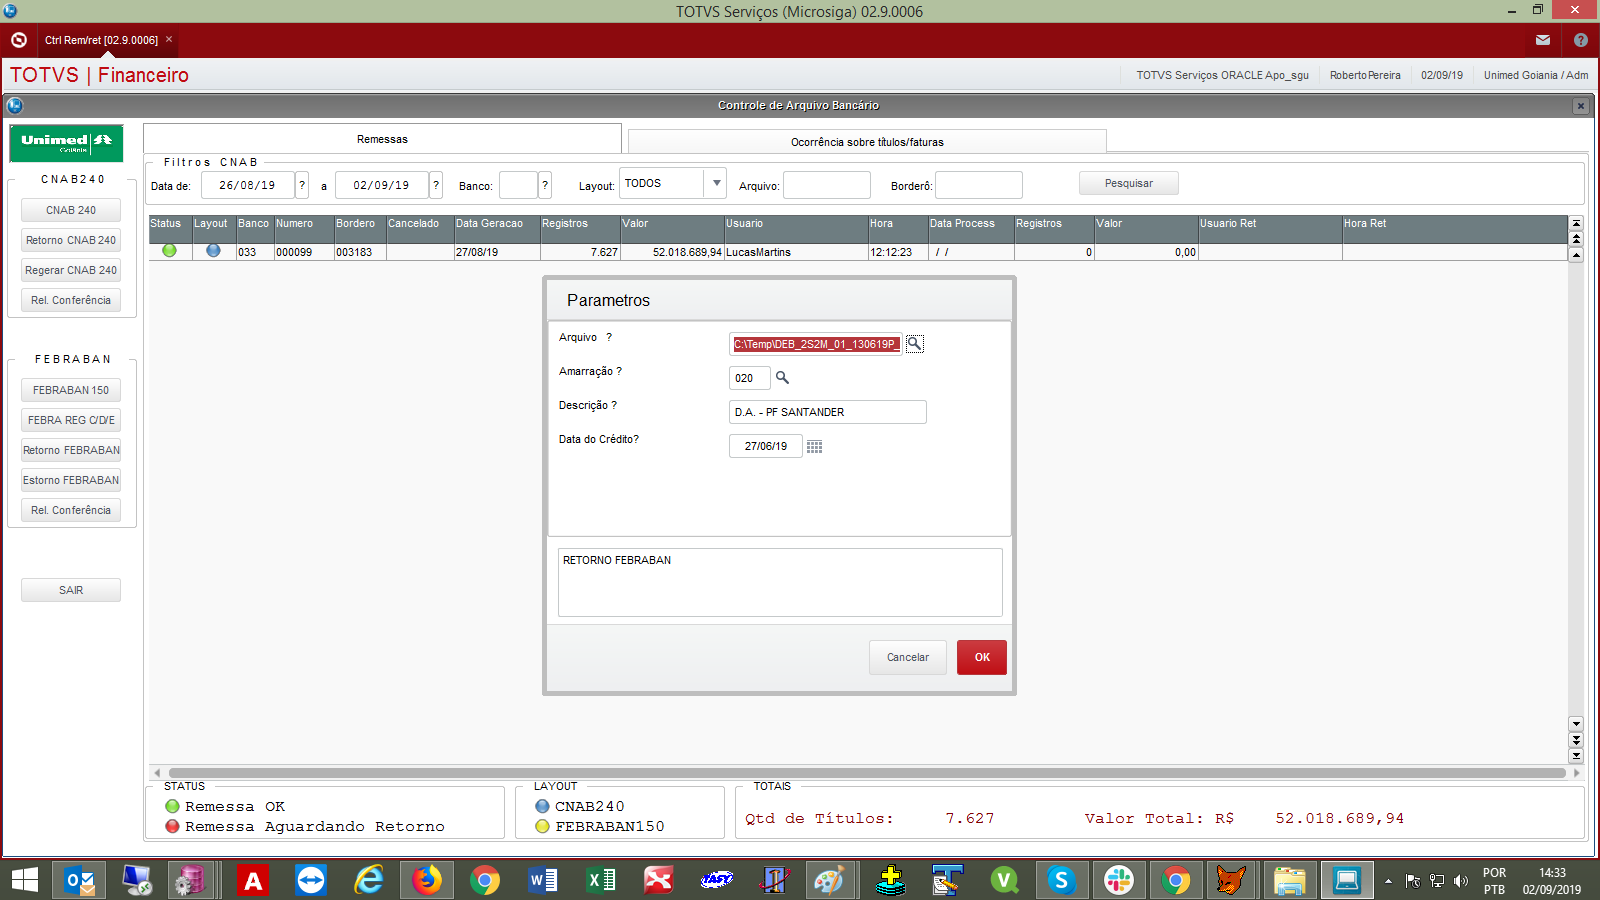 TOTVS Serviços (Microsiga) 02.9.0006
Ctrl Rem/ret [02.9.0006]
TOTVS | Financeiro
TOTVS Serviços ORACLE Apo_sgu
RobertoPereira
02/09/19
Unimed Goiania / Adm
Controle de Arquivo Bancário
Unimed
Goiânia
CNAB240
CNAB 240
Retorno CNAB 240
Regerar CNAB 240
Rel. Conferência
FEBRABAN
FEBRABAN 150
FEBRA REG C/D/E
Retorno FEBRABAN
Estorno FEBRABAN
Rel. Conferência
SAIR
Remessas
Ocorrência sobre títulos/faturas
Filtros CNAB
Data de: 26/08/19 ? a 02/09/19 ? Banco: ? Layout: TODOS Arquivo: Borderô: Pesquisar
Status Layout Banco Numero Bordero Cancelado Data Geracao Registros Valor Usuario Hora Data Process Registros Valor Usuario Ret Hora Ret
033 000099 003183 27/08/19 7.627 52.018.689,94 LucasMartins 12:12:23 / / 0 0,00
Parametros
Arquivo ? C:\Temp\DEB_2S2M_01_130619P_
Amarração ? 020
Descrição ? D.A. - PF SANTANDER
Data do Crédito? 27/06/19
RETORNO FEBRABAN
Cancelar OK
STATUS
Remessa OK
Remessa Aguardando Retorno
LAYOUT
CNAB240
FEBRABAN150
TOTAIS
Qtd de Títulos: 7.627 Valor Total: R$ 52.018.689,94
TAST
POR
PTB
14:33
02/09/2019